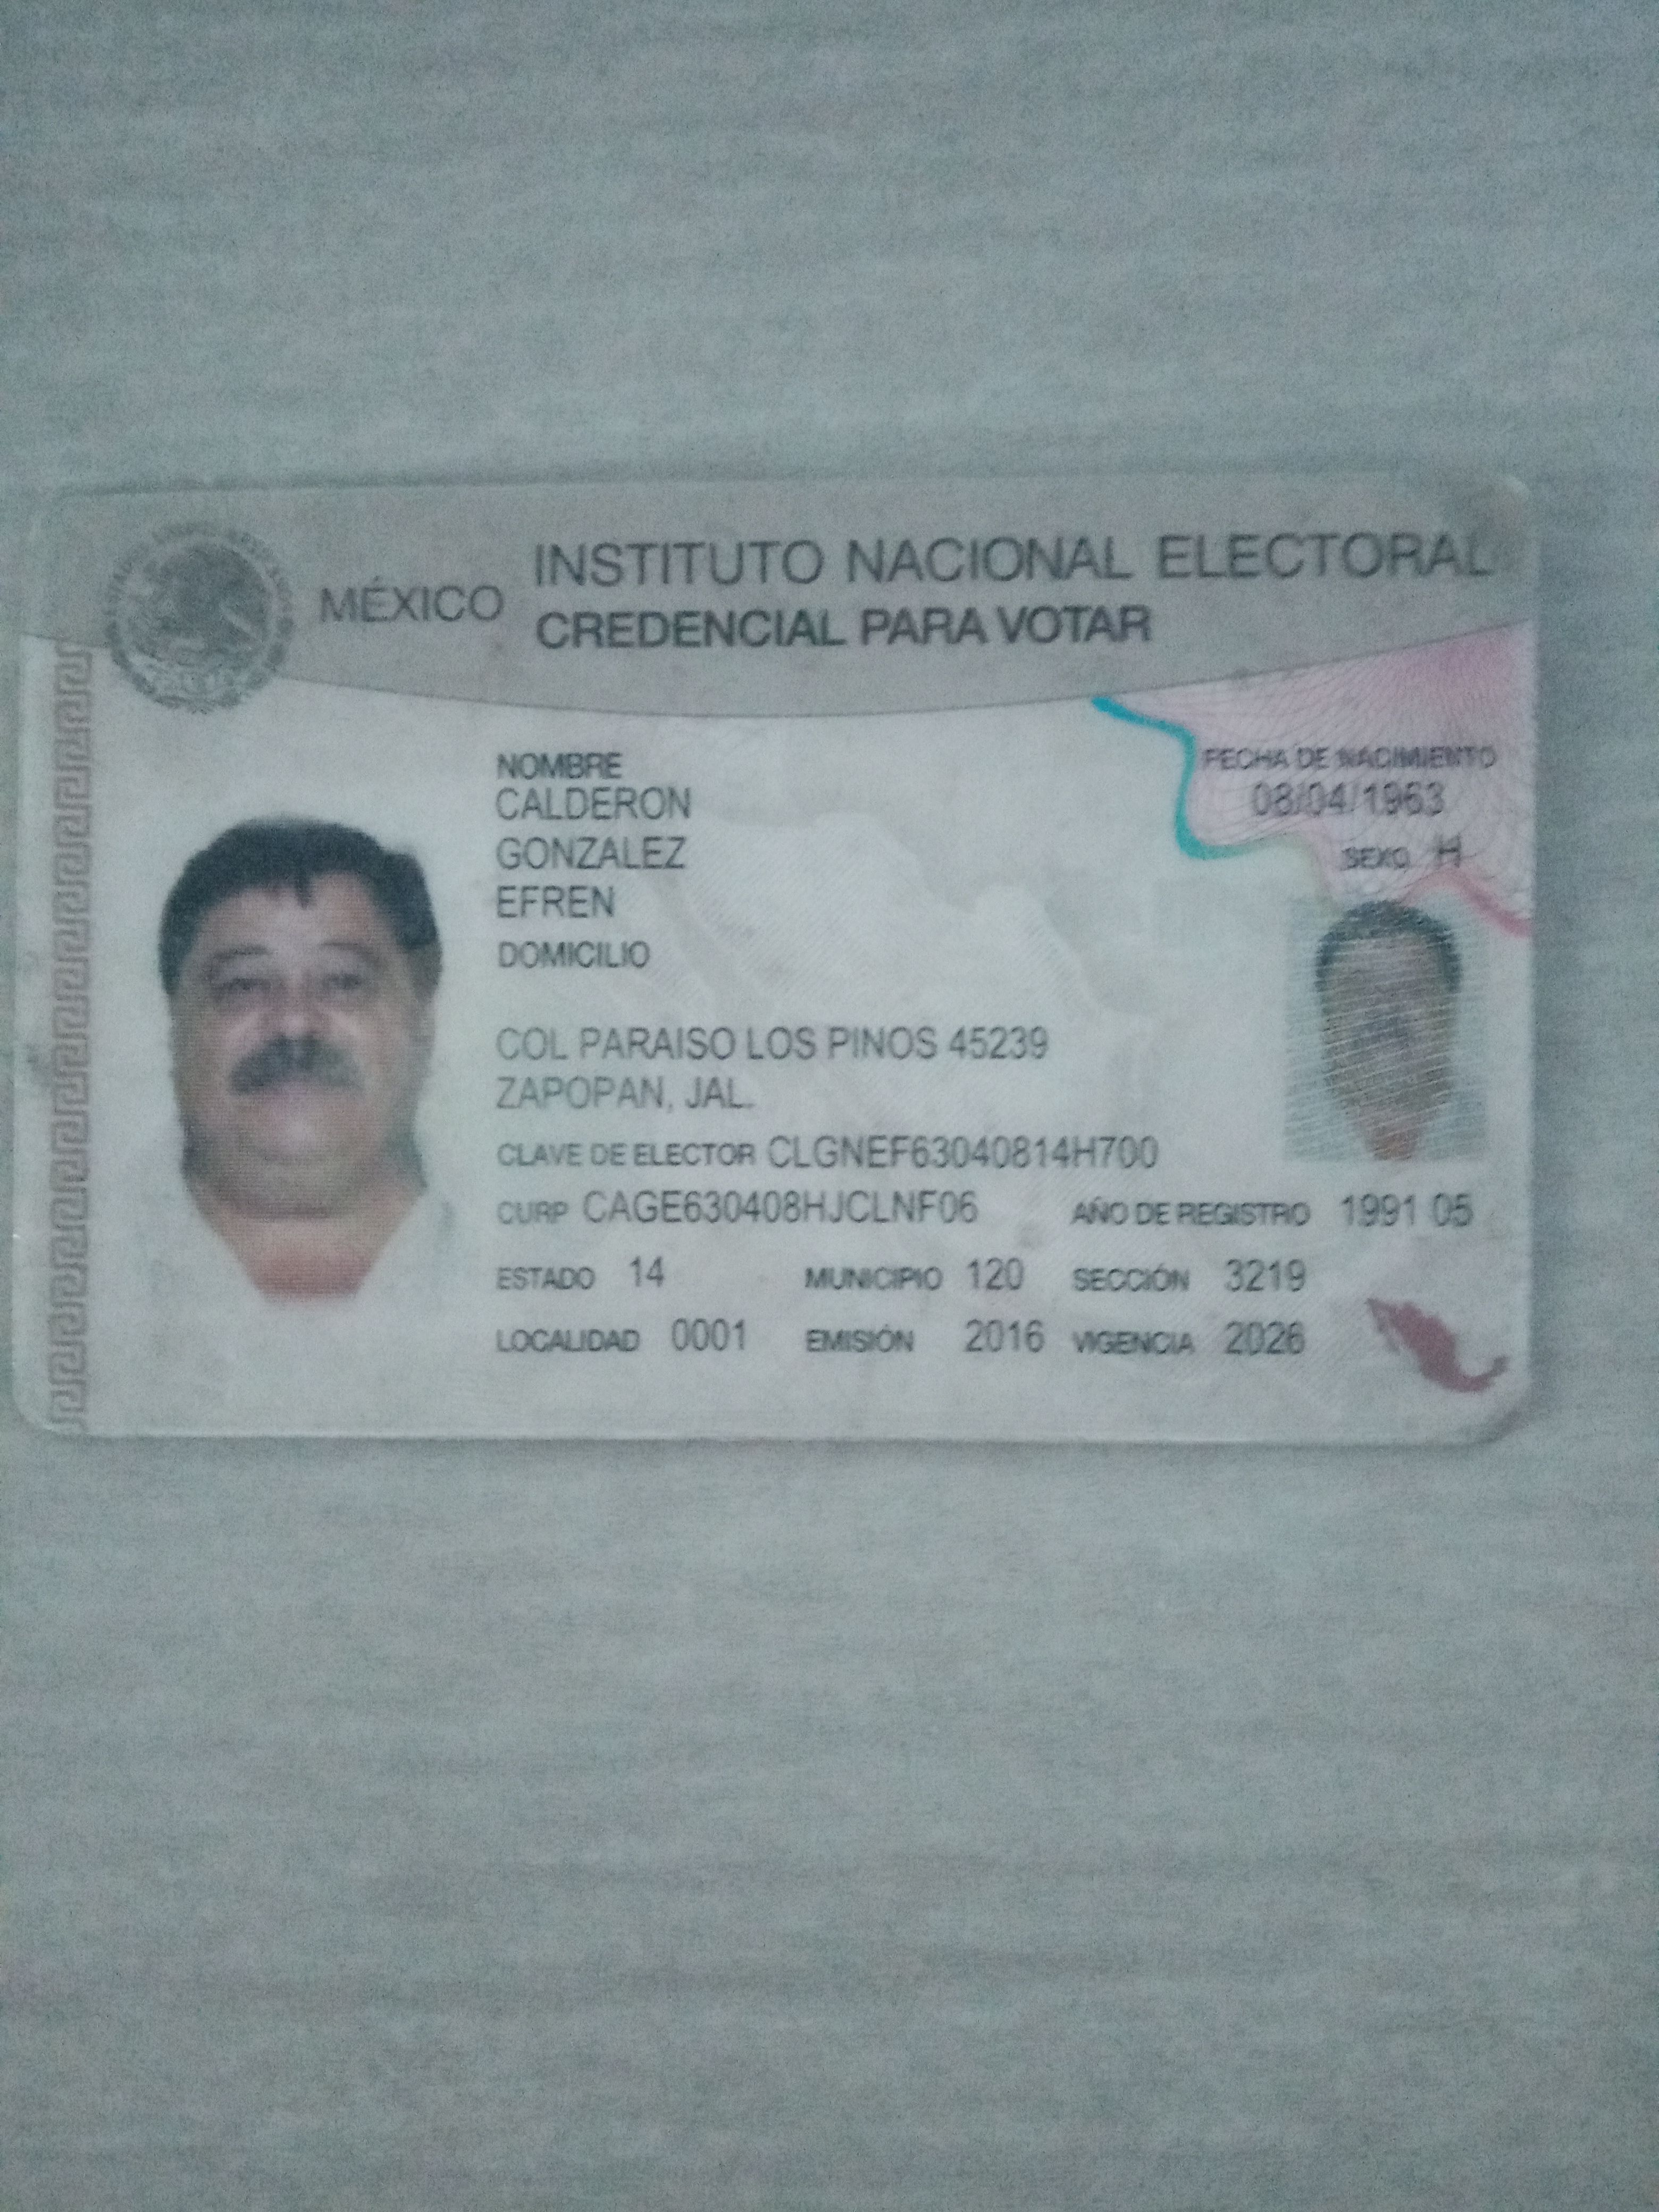 MÉXICO
INSTITUTO NACIONAL ELECTORAL
CREDENCIAL PARA VOTAR
NOMBRE
CALDERON
GONZALEZ
EFREN
FECHA DE NACIMIENTO
08/04/1963
SEXO H
DOMICILIO
COL PARAISO LOS PINOS 45239
ZAPOPAN, JAL.
CLAVE DE ELECTOR CLGNEF63040814H700
CURP CAGE630408HJCLNF06 AÑO DE REGISTRO 1991 05
ESTADO 14 MUNICIPIO 120 SECCIÓN 3219
LOCALIDAD 0001 EMISIÓN 2016 VIGENCIA 2026